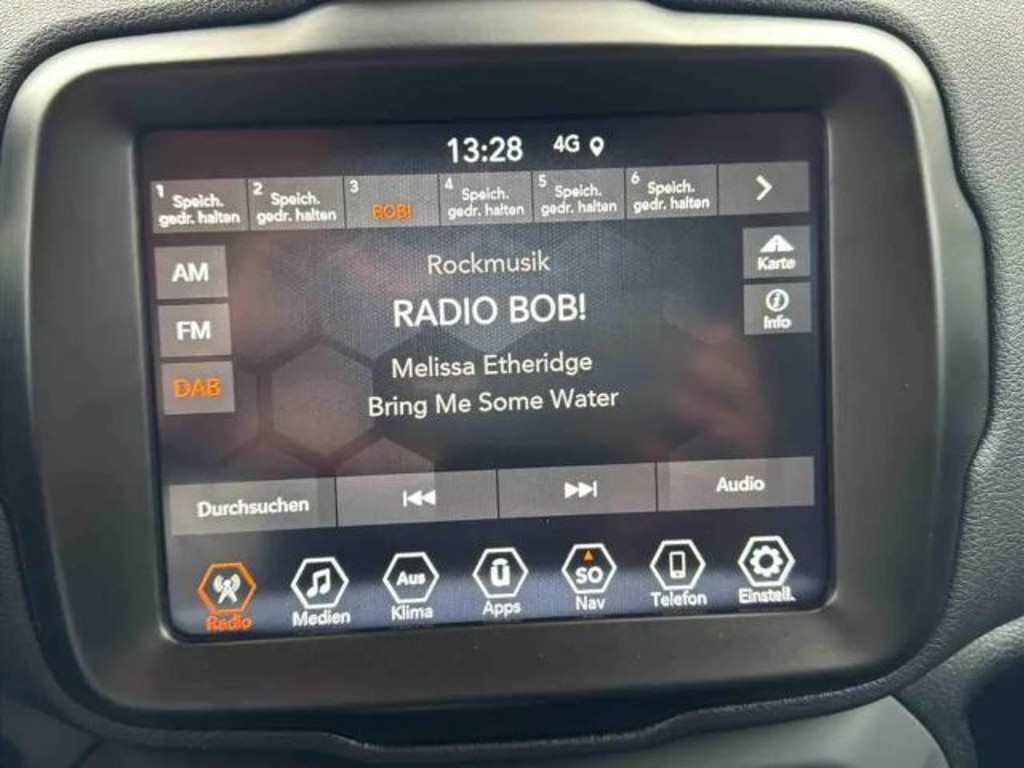 13:28 4G
1 Speich. gedr. halten
2 Speich. gedr. halten
3 BOB!
4 Speich. gedr. halten
5 Speich. gedr. halten
6 Speich. gedr. halten
AM
FM
DAB
Rockmusik
RADIO BOB!
Melissa Etheridge
Bring Me Some Water
Karte
Info
Durchsuchen
Audio
Radio
Medien
Aus
Klima
Apps
SO
Nav
Telefon
Einstell.